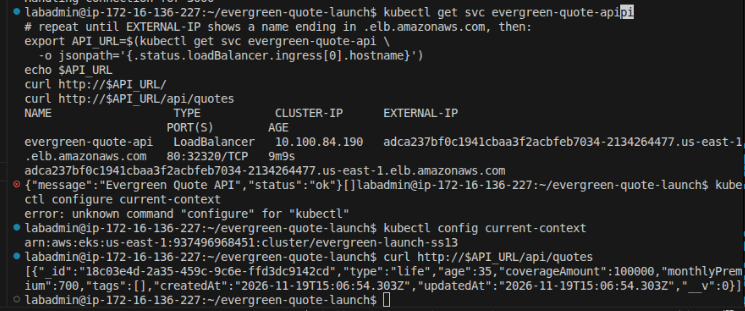 labadmin@ip-172-16-136-227:~/evergreen-quote-launch$ kubectl get svc evergreen-quote-apipi
# repeat until EXTERNAL-IP shows a name ending in .elb.amazonaws.com, then:
export API_URL=$(kubectl get svc evergreen-quote-api \
  -o jsonpath='{.status.loadBalancer.ingress[0].hostname}')
echo $API_URL
curl http://$API_URL/
curl http://$API_URL/api/quotes
NAME                  TYPE           CLUSTER-IP      EXTERNAL-IP
                     PORT(S)        AGE
evergreen-quote-api   LoadBalancer   10.100.84.190   adca237bf0c1941cbaa3f2acbfeb7034-2134264477.us-east-1
.elb.amazonaws.com   80:32320/TCP   9m9s
adca237bf0c1941cbaa3f2acbfeb7034-2134264477.us-east-1.elb.amazonaws.com
{"message":"Evergreen Quote API","status":"ok"}[]labadmin@ip-172-16-136-227:~/evergreen-quote-launch$ kube
ctl configure current-context
error: unknown command "configure" for "kubectl"
labadmin@ip-172-16-136-227:~/evergreen-quote-launch$ kubectl config current-context
arn:aws:eks:us-east-1:937496968451:cluster/evergreen-launch-ss13
labadmin@ip-172-16-136-227:~/evergreen-quote-launch$ curl http://$API_URL/api/quotes
[{"_id":"18c03e4d-2a35-459c-9c6e-ffd3dc9142cd","type":"life","age":35,"coverageAmount":100000,"monthlyPrem
ium":700,"tags":[],"createdAt":"2026-11-19T15:06:54.303Z","updatedAt":"2026-11-19T15:06:54.303Z","__v":0}]
labadmin@ip-172-16-136-227:~/evergreen-quote-launch$